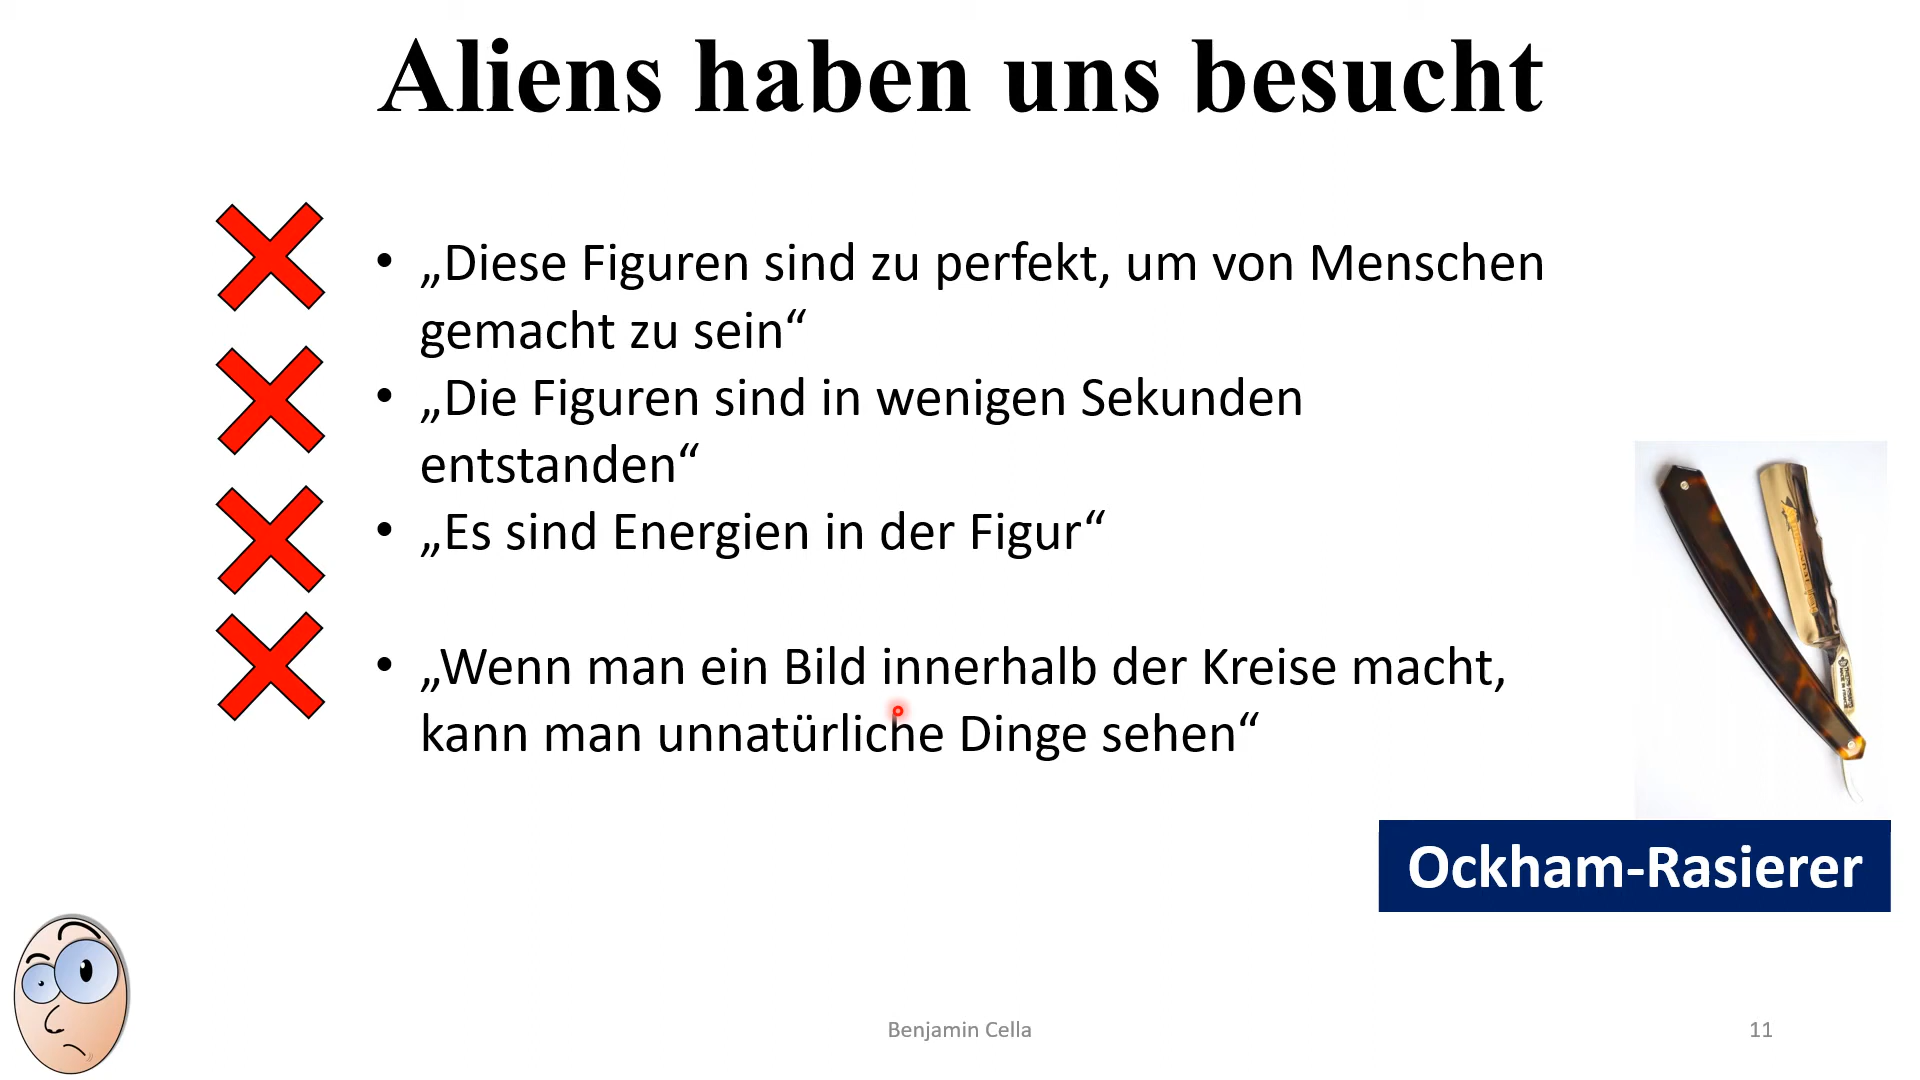 Aliens haben uns besucht
• „Diese Figuren sind zu perfekt, um von Menschen
gemacht zu sein“
• „Die Figuren sind in wenigen Sekunden
entstanden“
• „Es sind Energien in der Figur“
• „Wenn man ein Bild innerhalb der Kreise macht,
kann man unnatürliche Dinge sehen“
Ockham-Rasierer
Benjamin Cella
11